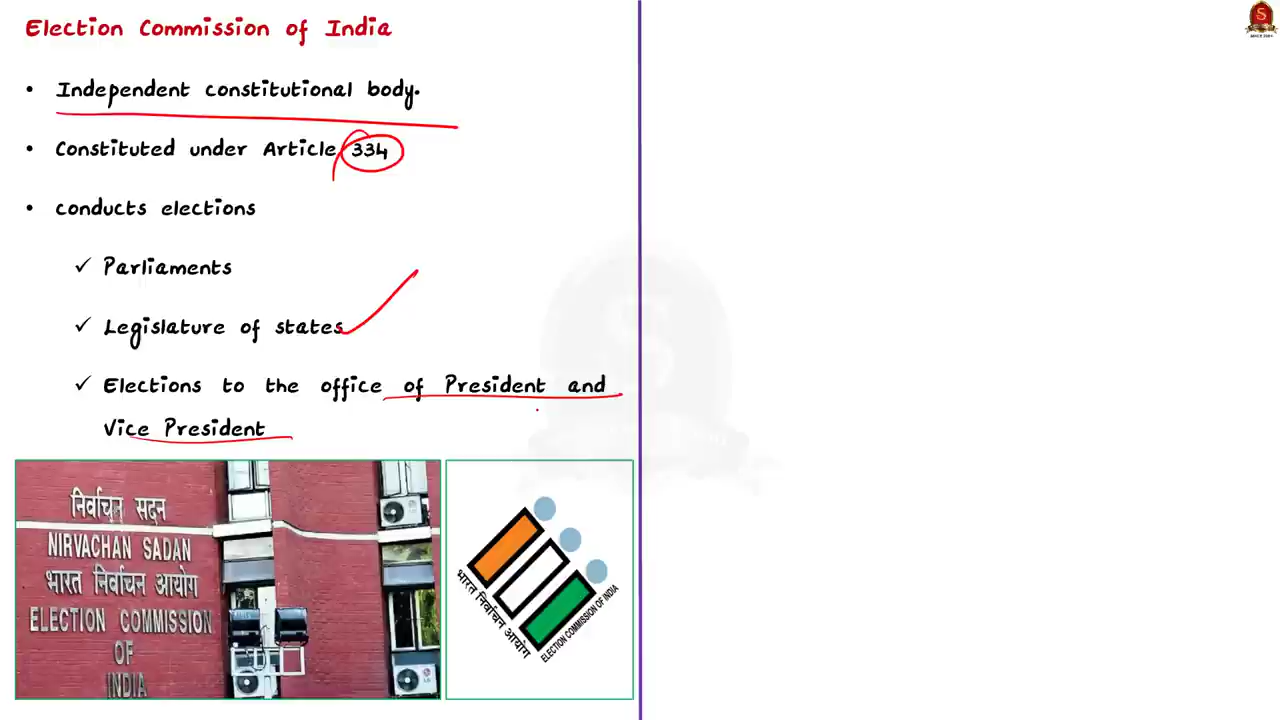 Election Commission of India
• Independent constitutional body.
• Constituted under Article 334
• conducts elections
✓ Parliaments
✓ Legislature of states
✓ Elections to the office of President and
Vice President
निर्वाचन सदन
NIRVACHAN SADAN
भारत निर्वाचन आयोग
ELECTION COMMISSION
OF
INDIA
भारत निर्वाचन आयोग
ELECTION COMMISSION OF INDIA
S